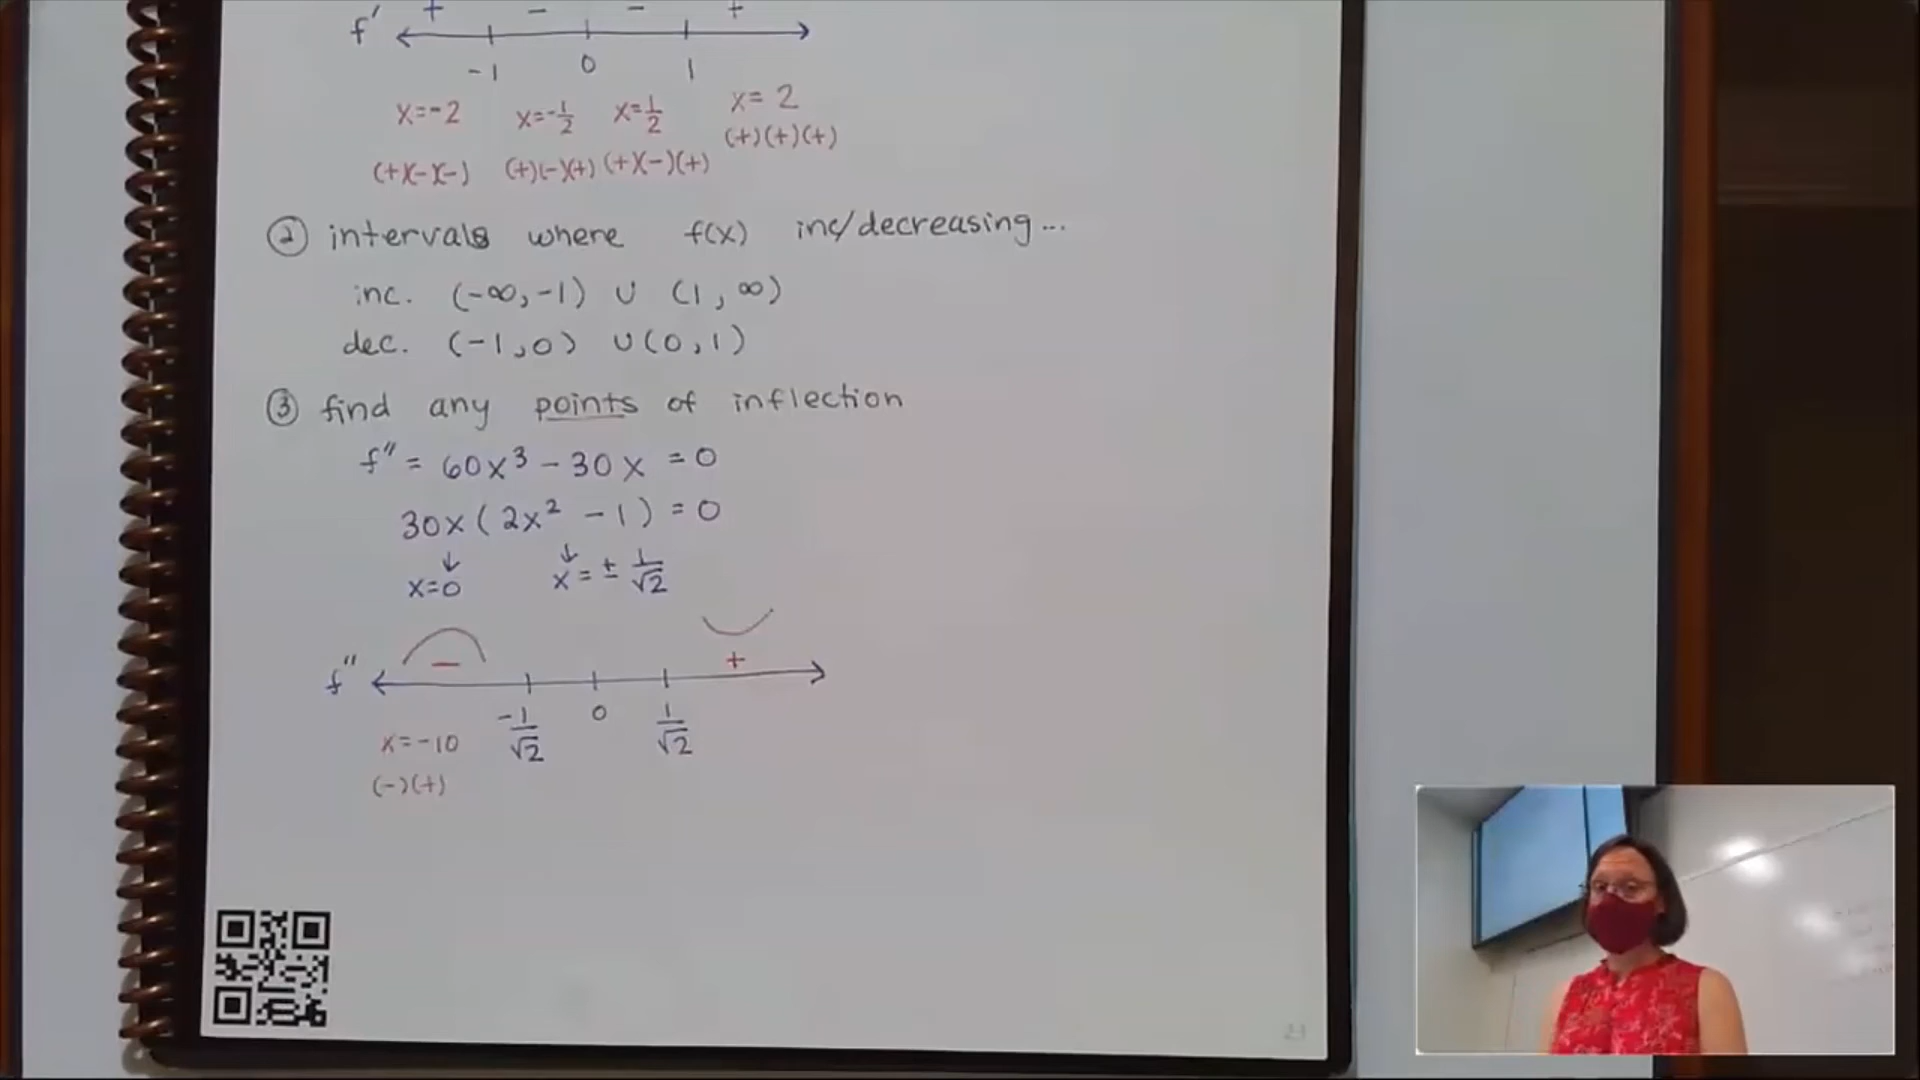 f' + - - +
-1 0 1
x=-2 x=-1/2 x=1/2 x=2
(+)(-)(-) (+)(-)(+) (+)(-)(+) (+)(+)(+)
② intervals where f(x) inc/decreasing...
inc. (-∞,-1) ∪ (1,∞)
dec. (-1,0) ∪ (0,1)
③ find any points of inflection
f" = 60x³ - 30x = 0
30x(2x² - 1) = 0
↓ ↓
x=0 x = ± 1/√2
f" - +
-1/√2 0 1/√2
x=-10
(-)(+)